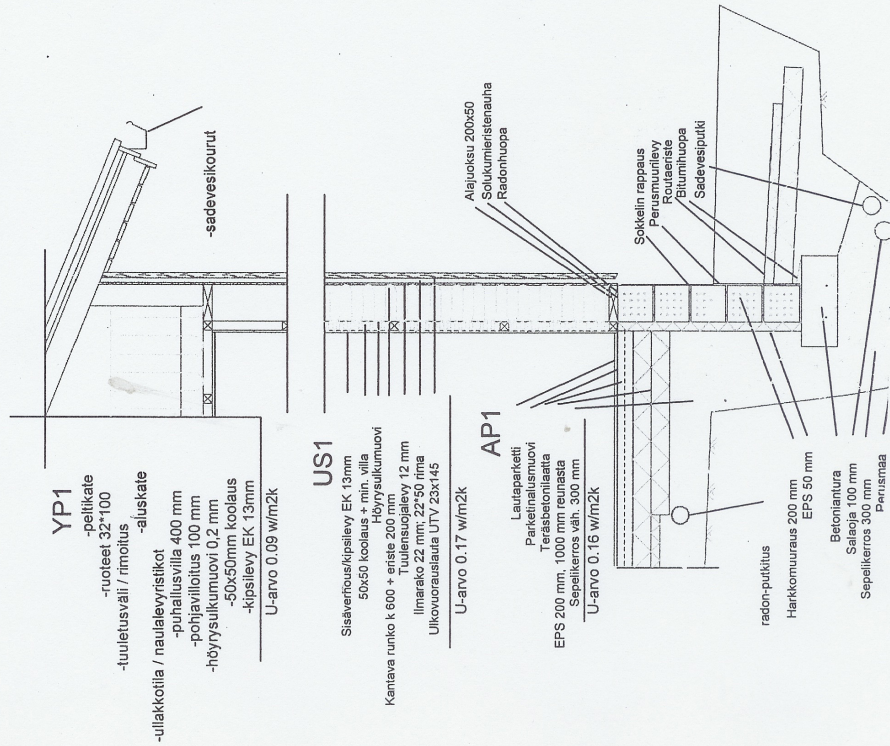 YP1
-peltikate
-ruoteet 32*100
-tuuletusväli / rimoitus
-aluskate
-ullakkotila / naulalevyristikot
-puhallusvilla 400 mm
-pohjavilloitus 100 mm
-höyrysulkumuovi 0,2 mm
-50x50mm koolaus
-kipsilevy EK 13mm
U-arvo 0.09 w/m2k
-sadevesikourut
US1
Sisäverhous/kipsilevy EK 13mm
50x50 koolaus + min. villa
Höyrysulkumuovi
Kantava runko k 600 + eriste 200 mm
Tuulensuojalevy 12 mm
Ilmarako 22 mm; 22*50 rima
Ulkovuorauslauta UTV 23x145
U-arvo 0.17 w/m2k
Alajuoksu 200x50
Solukumieristenauha
Radonhuopa
AP1
Lautaparketti
Parketinalusmuovi
Teräsbetonilaatta
EPS 200 mm, 1000 mm reunasta
Sepelikerros väh. 300 mm
U-arvo 0.16 w/m2k
Sokkelin rappaus
Perusmuurilevy
Routaeriste
Bitumihuopa
Sadevesiputki
radon-putkitus
Harkkomuuraus 200 mm
EPS 50 mm
Betoniantura
Salaoja 100 mm
Sepelikerros 300 mm
Perusmaa